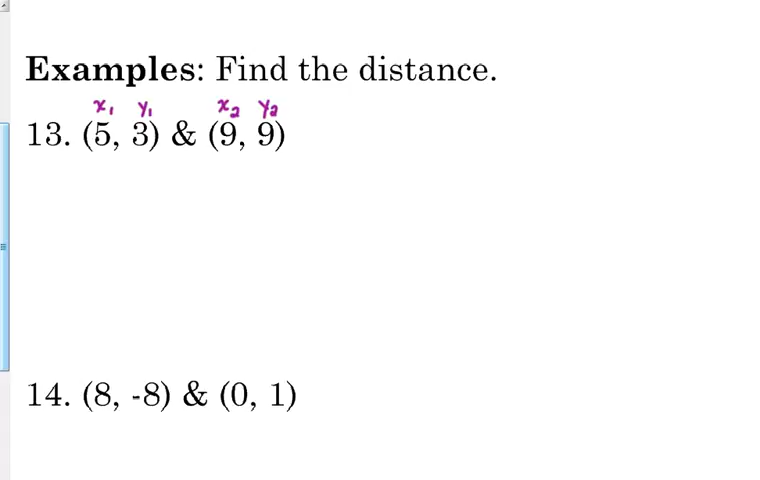 Examples: Find the distance.
x₁ y₁ x₂ y₂
13. (5, 3) & (9, 9)
14. (8, -8) & (0, 1)